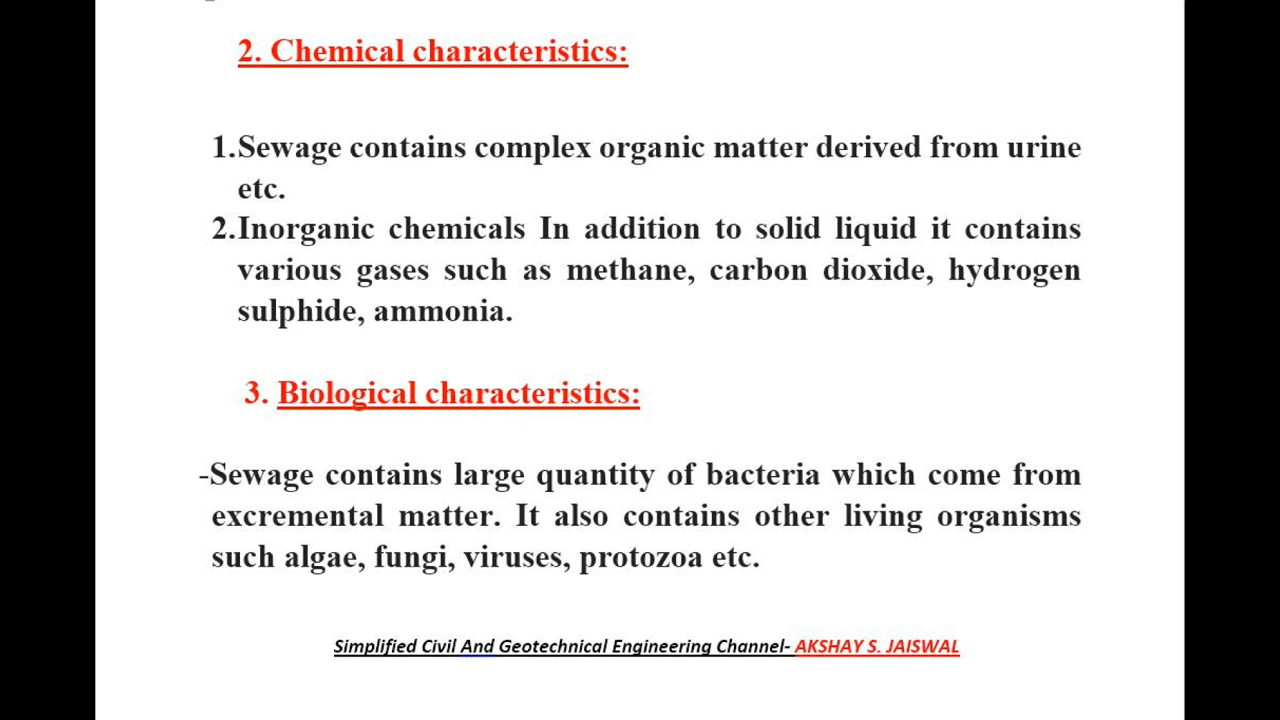 2. Chemical characteristics:
1.Sewage contains complex organic matter derived from urine
etc.
2.Inorganic chemicals In addition to solid liquid it contains
various gases such as methane, carbon dioxide, hydrogen
sulphide, ammonia.
3. Biological characteristics:
-Sewage contains large quantity of bacteria which come from
excremental matter. It also contains other living organisms
such algae, fungi, viruses, protozoa etc.
Simplified Civil And Geotechnical Engineering Channel- AKSHAY S. JAISWAL